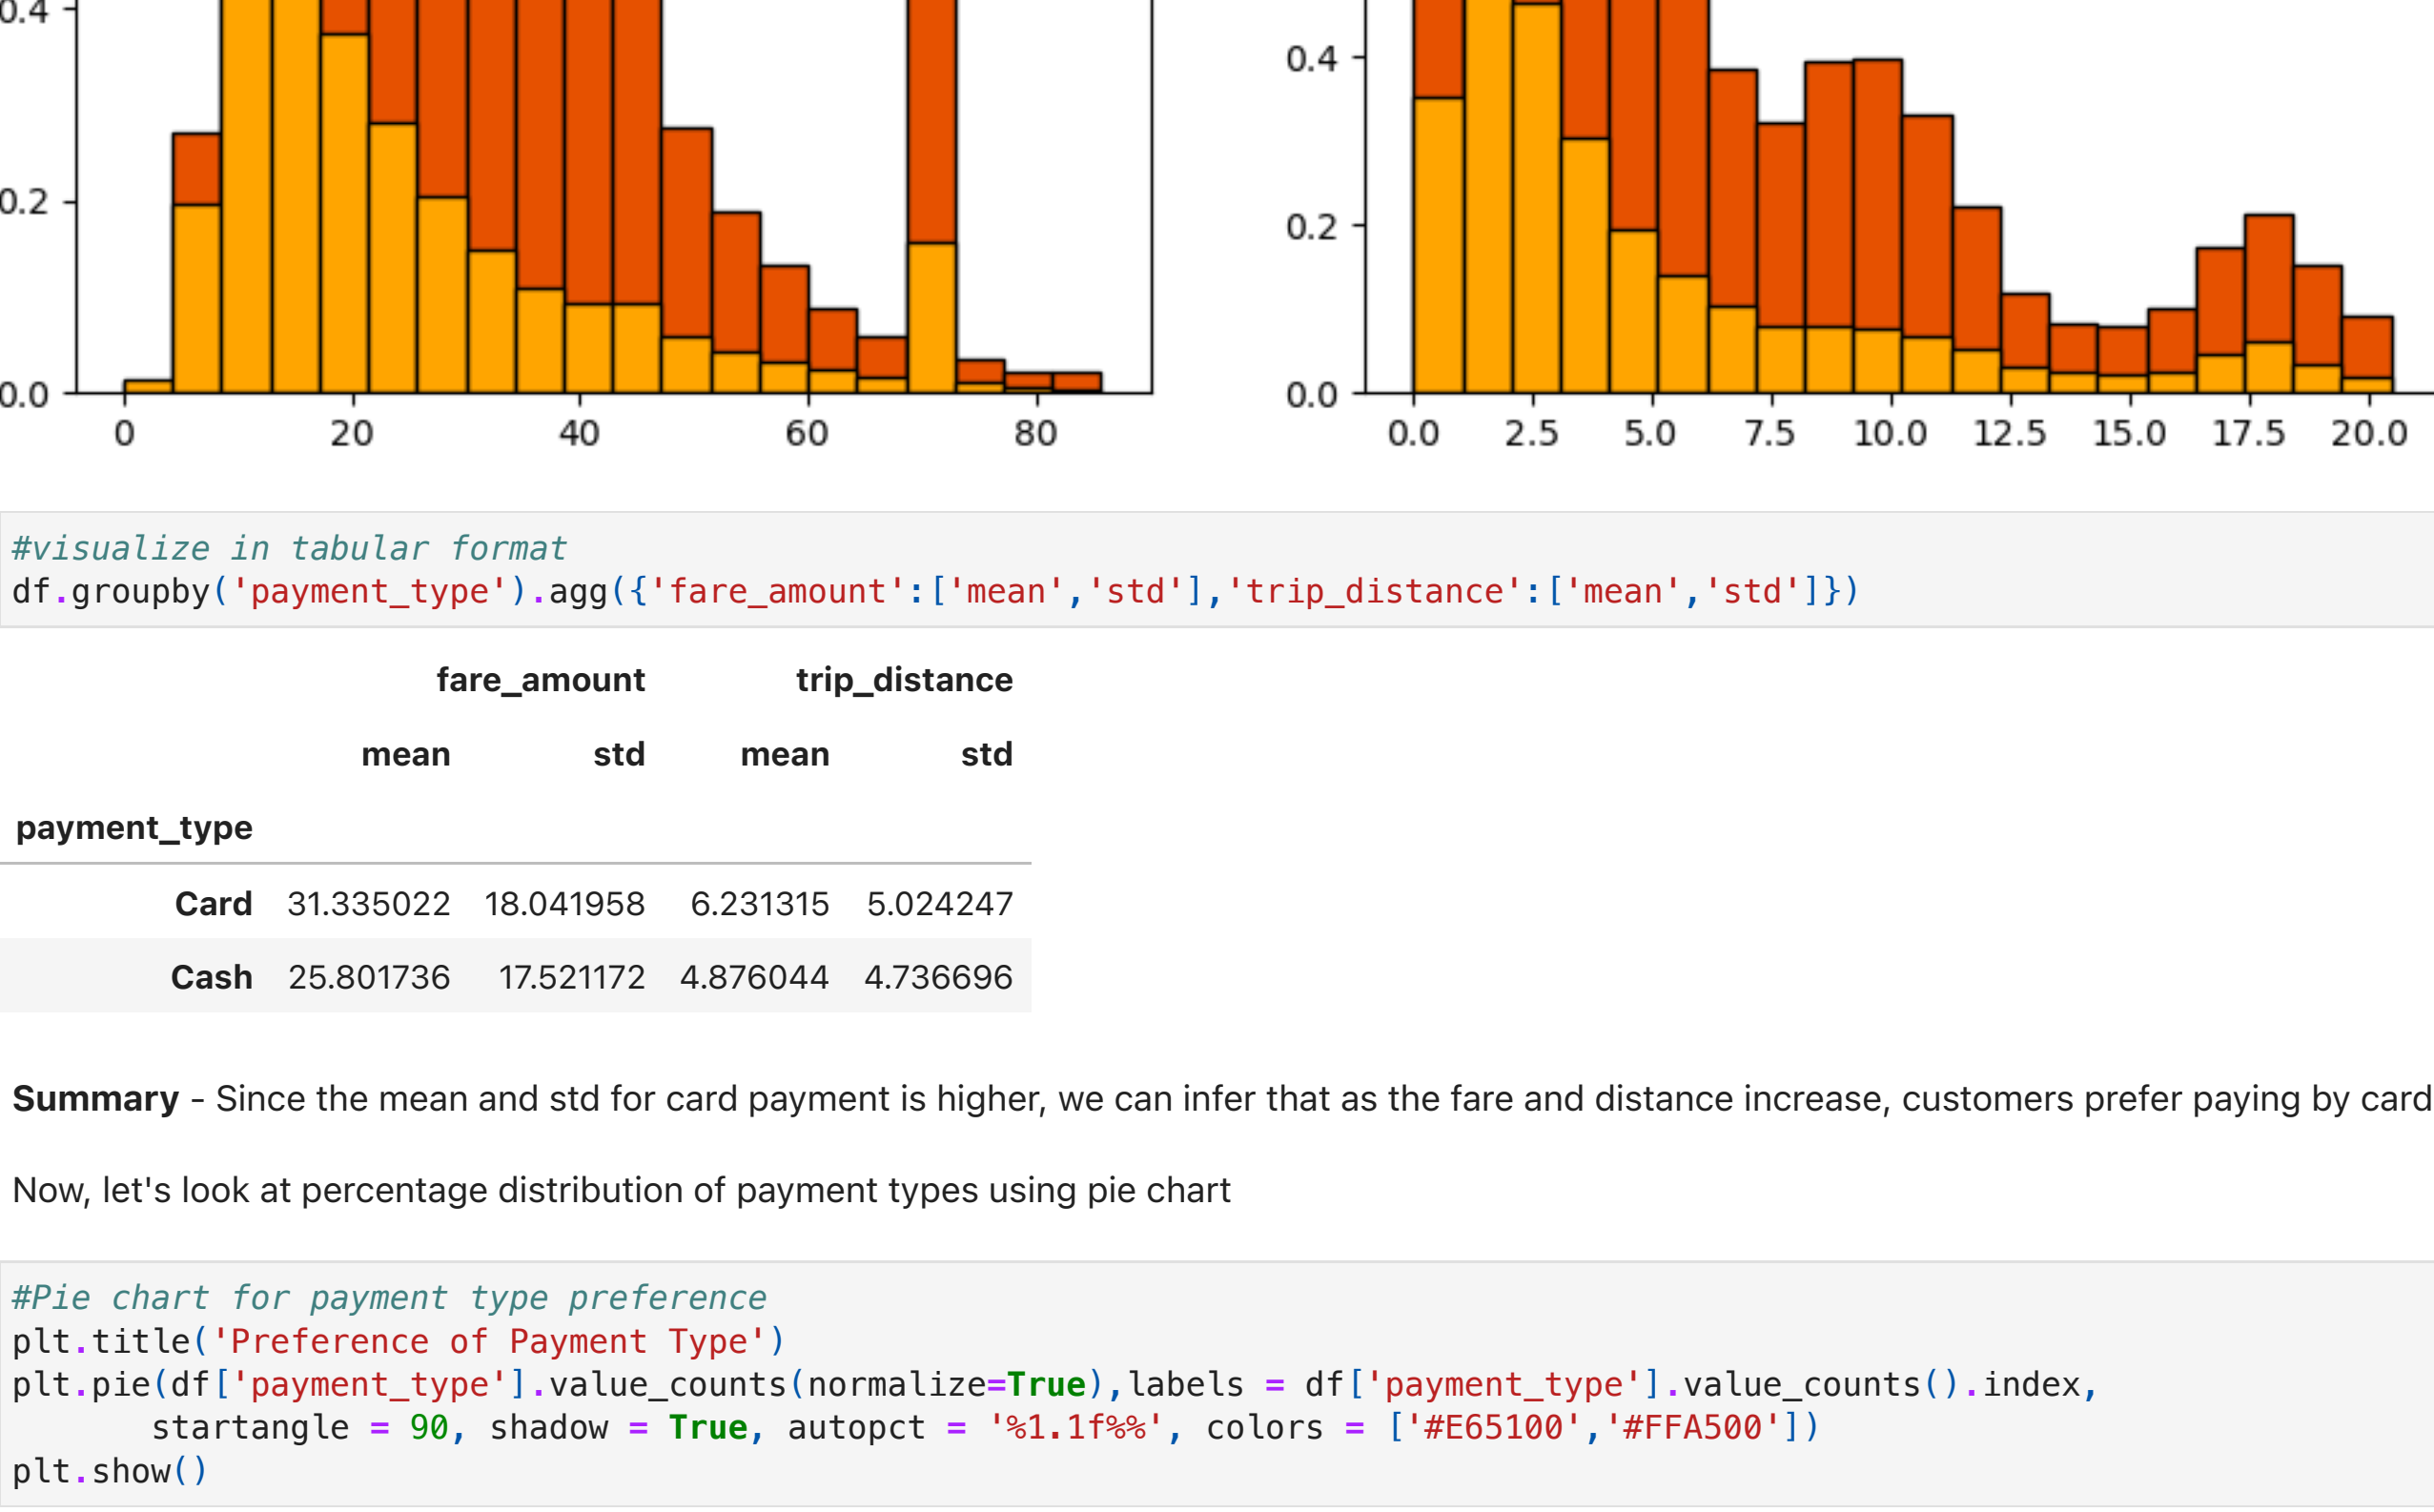 0.4
0.2
0.0
0 20 40 60 80
0.4
0.2
0.0
0.0 2.5 5.0 7.5 10.0 12.5 15.0 17.5 20.0
#visualize in tabular format
df.groupby('payment_type').agg({'fare_amount':['mean','std'],'trip_distance':['mean','std']})
fare_amount trip_distance
mean std mean std
payment_type
Card 31.335022 18.041958 6.231315 5.024247
Cash 25.801736 17.521172 4.876044 4.736696
Summary - Since the mean and std for card payment is higher, we can infer that as the fare and distance increase, customers prefer paying by card
Now, let's look at percentage distribution of payment types using pie chart
#Pie chart for payment type preference
plt.title('Preference of Payment Type')
plt.pie(df['payment_type'].value_counts(normalize=True),labels = df['payment_type'].value_counts().index,
startangle = 90, shadow = True, autopct = '%1.1f%%', colors = ['#E65100','#FFA500'])
plt.show()